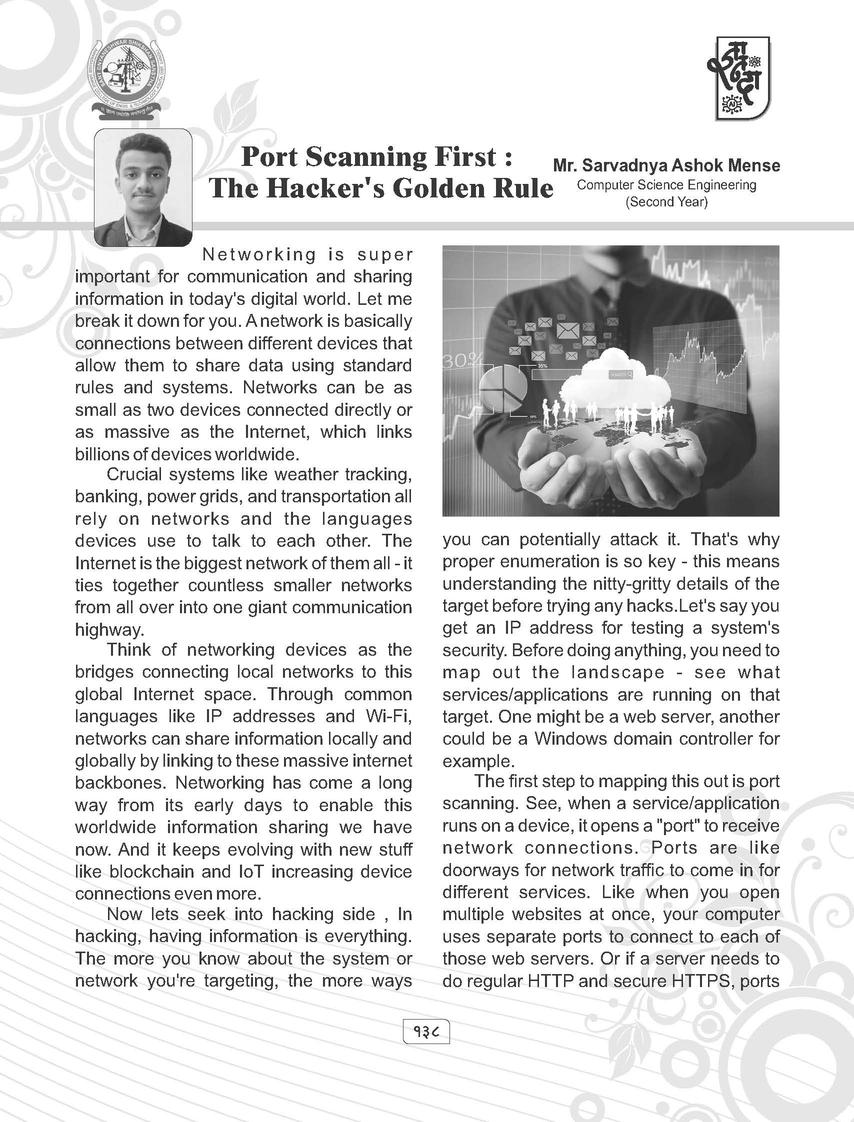 Port Scanning First :
The Hacker's Golden Rule
Mr. Sarvadnya Ashok Mense
Computer Science Engineering
(Second Year)
Networking is super
important for communication and sharing
information in today's digital world. Let me
break it down for you. A network is basically
connections between different devices that
allow them to share data using standard
rules and systems. Networks can be as
small as two devices connected directly or
as massive as the Internet, which links
billions of devices worldwide.
Crucial systems like weather tracking,
banking, power grids, and transportation all
rely on networks and the languages
devices use to talk to each other. The
Internet is the biggest network of them all - it
ties together countless smaller networks
from all over into one giant communication
highway.
Think of networking devices as the
bridges connecting local networks to this
global Internet space. Through common
languages like IP addresses and Wi-Fi,
networks can share information locally and
globally by linking to these massive internet
backbones. Networking has come a long
way from its early days to enable this
worldwide information sharing we have
now. And it keeps evolving with new stuff
like blockchain and IoT increasing device
connections even more.
Now lets seek into hacking side , In
hacking, having information is everything.
The more you know about the system or
network you're targeting, the more ways
30%
you can potentially attack it. That's why
proper enumeration is so key - this means
understanding the nitty-gritty details of the
target before trying any hacks.Let's say you
get an IP address for testing a system's
security. Before doing anything, you need to
map out the landscape - see what
services/applications are running on that
target. One might be a web server, another
could be a Windows domain controller for
example.
The first step to mapping this out is port
scanning. See, when a service/application
runs on a device, it opens a "port" to receive
network connections. Ports are like
doorways for network traffic to come in for
different services. Like when you open
multiple websites at once, your computer
uses separate ports to connect to each of
those web servers. Or if a server needs to
do regular HTTP and secure HTTPS, ports
१३८